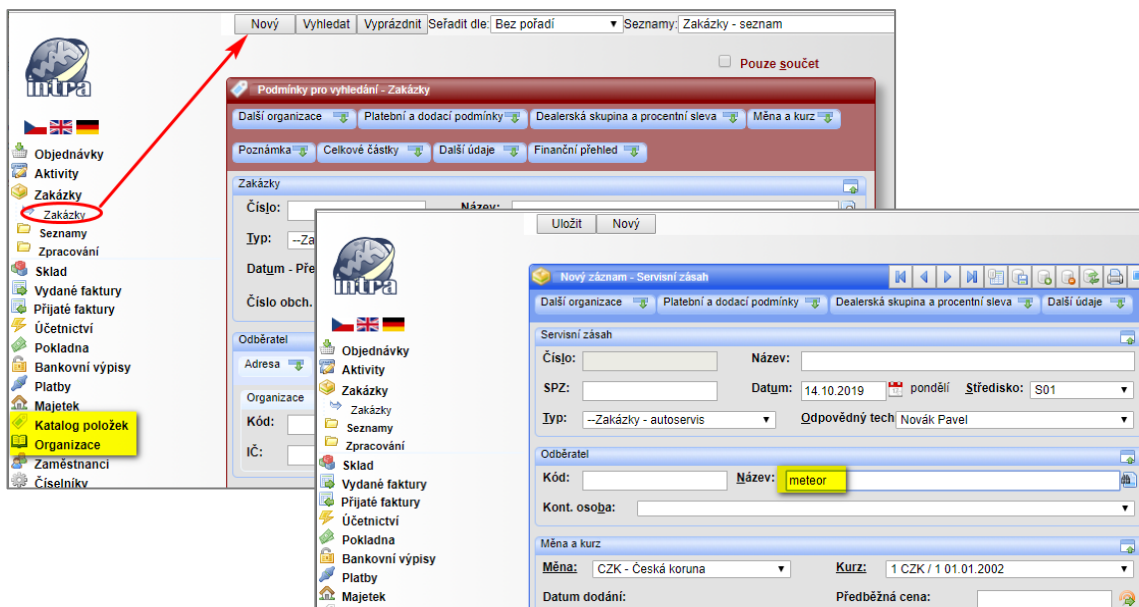 Nový Vyhledat Vyprázdnit Seřadit dle: Bez pořadí Seznamy: Zakázky - seznam
intra
Pouze součet
Podmínky pro vyhledání - Zakázky
Další organizace Platební a dodací podmínky Dealerská skupina a procentní sleva Měna a kurz
Poznámka Celkové částky Další údaje Finanční přehled
Zakázky
Číslo: Název:
Typ: --Za
Datum - Pře
Číslo obch.
Odběratel
Adresa
Organizace
Kód:
IČ:
Objednávky
Aktivity
Zakázky
Zakázky
Seznamy
Zpracování
Sklad
Vydané faktury
Přijaté faktury
Účetnictví
Pokladna
Bankovní výpisy
Platby
Majetek
Katalog položek
Organizace
Zaměstnanci
Číselníky
Uložit Nový
intra
Nový záznam - Servisní zásah
Další organizace Platební a dodací podmínky Dealerská skupina a procentní sleva Další údaje
Servisní zásah
Číslo: Název:
SPZ: Datum: 14.10.2019 pondělí Středisko: S01
Typ: --Zakázky - autoservis Odpovědný tech Novák Pavel
Odběratel
Kód: Název: meteor
Kont. osoba:
Měna a kurz
Měna: CZK - Česká koruna Kurz: 1 CZK / 1 01.01.2002
Datum dodání: Předběžná cena:
Objednávky
Aktivity
Zakázky
Zakázky
Seznamy
Zpracování
Sklad
Vydané faktury
Přijaté faktury
Účetnictví
Pokladna
Bankovní výpisy
Platby
Majetek